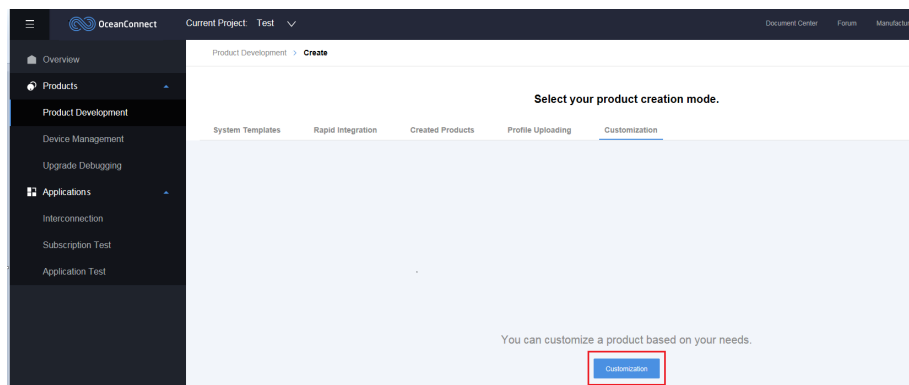 OceanConnect Current Project: Test Document Center Forum
Product Development > Create
Overview
Products
Select your product creation mode.
Product Development
System Templates Rapid Integration Created Products Profile Uploading Customization
Device Management
Upgrade Debugging
Applications
Interconnection
Subscription Test
Application Test
You can customize a product based on your needs.
Customization